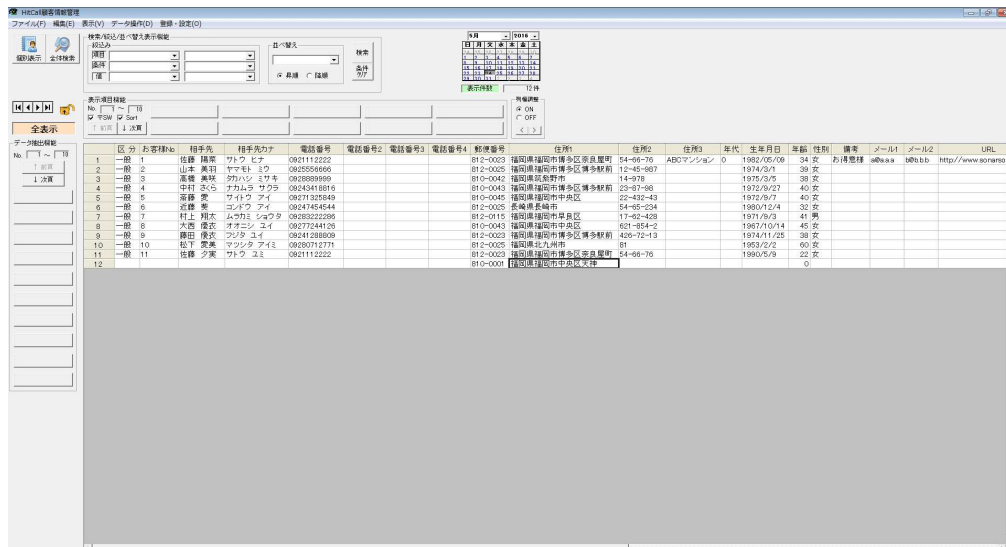 HitCall顧客情報管理
ファイル(F) 編集(E) 表示(V) データ操作(D) 登録・設定(O)
個別表示 全体検索
検索/絞込/並べ替え表示機能
絞込み
項目
条件
値
並べ替え
昇順 降順
検索
条件クリア
5月 2016
日 月 火 水 木 金 土
表示件数 12件
全表示
表示項目機能
No. 1 ~ 10
平SW Sort
↑ 前頁 ↓ 次頁
列幅調整
ON
OFF
< | >
データ抽出機能
No. 1 ~ 10
↑ 前頁
↓ 次頁
区分 お客様No 相手先 相手先カナ 電話番号 電話番号2 電話番号3 電話番号4 郵便番号 住所1 住所2 住所3 年代 生年月日 年齢 性別 備考 メール1 メール2 URL
1 一般 1 佐藤 陽菜 サトウ ヒナ 0921112222 812-0023 福岡県福岡市博多区奈良屋町 54-66-76 ABCマンション 0 1982/05/09 34 女 お得意様 a@a.a.a b@b.b.b http//www.sonarso
2 一般 2 山本 美羽 ヤマモト ミウ 0925556666 812-0025 福岡県福岡市博多区博多駅前 12-45-987 1974/3/1 39 女
3 一般 3 高橋 美咲 タカハシ ミサキ 0928889999 810-0042 福岡県筑紫野市 14-978 1975/3/5 38 女
4 一般 4 中村 さくら ナカムラ サクラ 09243418816 810-0043 福岡県福岡市博多区博多駅前 23-87-98 1972/9/27 40 女
5 一般 5 斎藤 愛 サイトウ アイ 09271325849 810-0045 福岡県福岡市中央区 22-432-43 1972/9/7 40 女
6 一般 6 近藤 葵 コンドウ アイ 09247454544 812-0025 長崎県長崎市 54-65-234 1980/12/4 32 女
7 一般 7 村上 翔太 ムラカミ ショウタ 09283222286 812-0115 福岡県福岡市早良区 17-62-428 1971/9/3 41 男
8 一般 8 大西 優衣 オオニシ ユイ 09277244126 810-0043 福岡県福岡市中央区 621-854-2 1967/10/14 45 女
9 一般 9 藤田 優衣 フジタ ユイ 09241288809 812-0023 福岡県福岡市博多区博多駅前 426-72-13 1974/11/25 38 女
10 一般 10 松下 愛美 マツシタ アイミ 09280712771 812-0025 福岡県北九州市 81 1953/2/2 60 女
11 一般 11 佐藤 夕実 サトウ ユミ 0921112222 812-0023 福岡県福岡市博多区奈良屋町 54-66-76 1990/5/9 22 女
12 810-0001 福岡県福岡市中央区天神 0